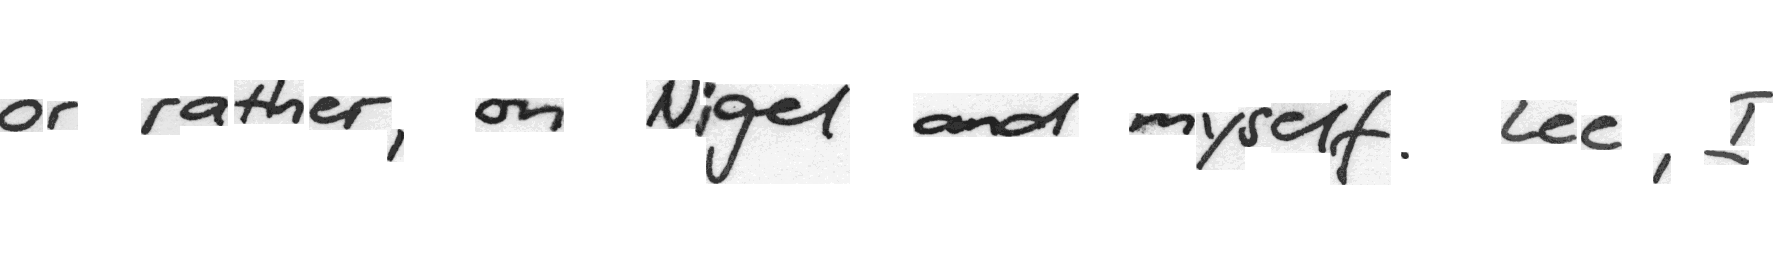 or rather, on Nigel and myself. Lee, I